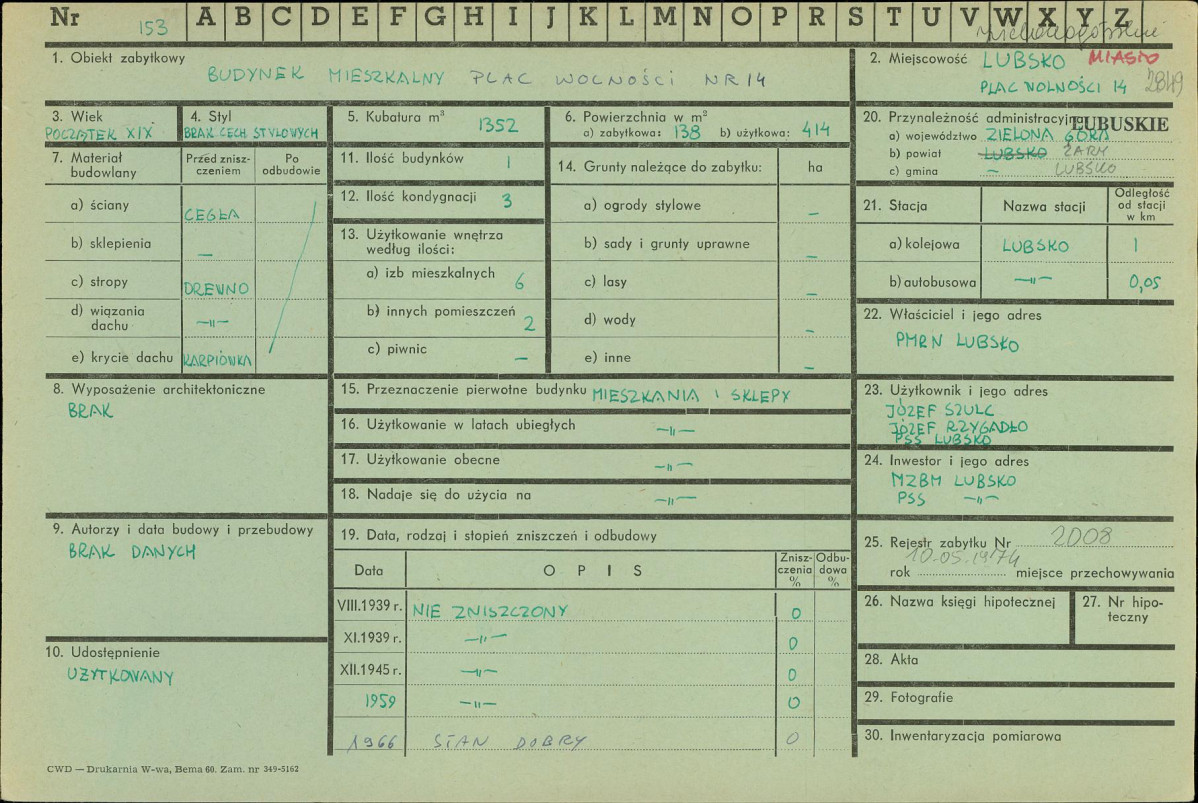 Nr 153 A B C D E F G H I J K L M N O P R S T U V W X Y Z
1. Obiekt zabytkowy
BUDYNEK MIESZKALNY PLAC WOLNOŚCI NR 14
2. Miejscowość LUBSKO MIASTO
PLAC WOLNOŚCI 14 2849
3. Wiek
POCZĄTEK XIX
4. Styl
BRAK CECH STYLOWYCH
5. Kubatura m³ 1352
6. Powierzchnia w m²
a) zabytkowa: 138 b) użytkowa: 414
7. Materiał budowlany
Przed znisz-
czeniem
Po
odbudowie
a) ściany CEGŁA
b) sklepienia —
c) stropy DREWNO
d) wiązania
dachu —„—
e) krycie dachu KARPIÓWKA
8. Wyposażenie architektoniczne
BRAK
9. Autorzy i data budowy i przebudowy
BRAK DANYCH
10. Udostępnienie
UŻYTKOWANY
11. Ilość budynków 1
12. Ilość kondygnacji 3
13. Użytkowanie wnętrza
według ilości:
a) izb mieszkalnych 6
b) innych pomieszczeń 2
c) piwnic —
14. Grunty należące do zabytku: ha
a) ogrody stylowe —
b) sady i grunty uprawne —
c) lasy —
d) wody —
e) inne —
15. Przeznaczenie pierwotne budynku MIESZKANIA I SKLEPY
16. Użytkowanie w latach ubiegłych —„—
17. Użytkowanie obecne —„—
18. Nadaje się do użycia na —„—
19. Data, rodzaj i stopień zniszczeń i odbudowy
Data OPIS
Znisz-
czenia
%
Odbu-
dowa
%
VIII.1939 r. NIE ZNISZCZONY 0
XI.1939 r. —„— 0
XII.1945 r. —„— 0
1959 —„— 0
1966 STAN DOBRY 0
20. Przynależność administracyjna
ŁUBUSKIE
a) województwo ZIELONA GÓRA
b) powiat LUBSKO ŻARY
c) gmina — LUBSKO
21. Stacja Nazwa stacji
Odległość
od stacji
w km
a) kolejowa LUBSKO 1
b) autobusowa —„— 0,05
22. Właściciel i jego adres
PMRN LUBSKO
23. Użytkownik i jego adres
JÓZEF SZULC
JÓZEF RZYGADŁO
PSS LUBSKO
24. Inwestor i jego adres
MZBM LUBSKO
PSS —„—
25. Rejestr zabytku Nr 2008
10.05.1974
rok miejsce przechowywania
26. Nazwa księgi hipotecznej
27. Nr hipo-
teczny
28. Akta
29. Fotografie
30. Inwentaryzacja pomiarowa
CWD — Drukarnia W-wa, Bema 60. Zam. nr 349-5162